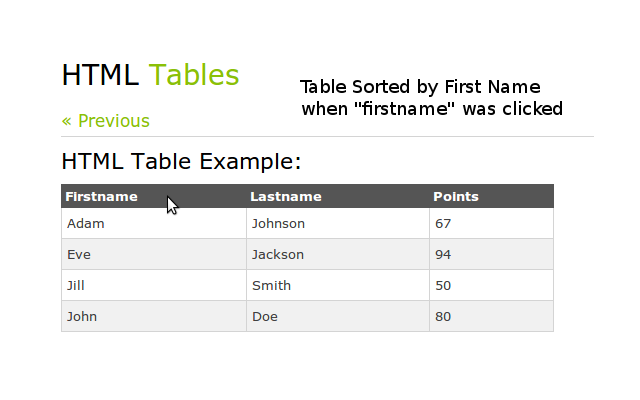 HTML Tables
Table Sorted by First Name
when "firstname" was clicked
« Previous
HTML Table Example:
Firstname Lastname Points
Adam Johnson 67
Eve Jackson 94
Jill Smith 50
John Doe 80